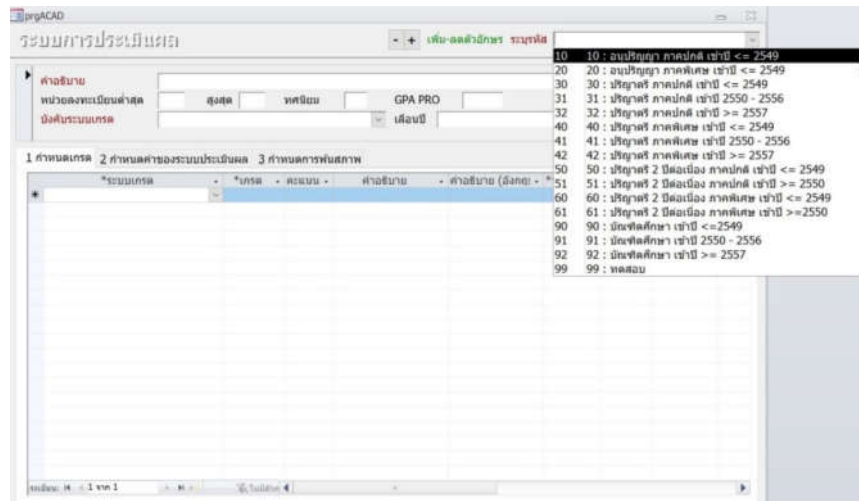 prgACAD
ระบบการประเมินผล
- + เพิ่ม-ลดตัวอักษร ระบุรหัส
10 10 : อนุปริญญา ภาคปกติ เข้าปี <= 2549
20 20 : อนุปริญญา ภาคพิเศษ เข้าปี <= 2549
30 30 : ปริญาตรี ภาคปกติ เข้าปี <= 2549
31 31 : ปริญาตรี ภาคปกติ เข้าปี 2550 - 2556
32 32 : ปริญาตรี ภาคปกติ เข้าปี >= 2557
40 40 : ปริญาตรี ภาคพิเศษ เข้าปี <= 2549
41 41 : ปริญาตรี ภาคพิเศษ เข้าปี 2550 - 2556
42 42 : ปริญาตรี ภาคพิเศษ เข้าปี >= 2557
50 50 : ปริญาตรี 2 ปีต่อเนื่อง ภาคปกติ เข้าปี <= 2549
51 51 : ปริญาตรี 2 ปีต่อเนื่อง ภาคปกติ เข้าปี >= 2550
60 60 : ปริญาตรี 2 ปีต่อเนื่อง ภาคพิเศษ เข้าปี <= 2549
61 61 : ปริญาตรี 2 ปีต่อเนื่อง ภาคพิเศษ เข้าปี >=2550
90 90 : บัณฑิตศึกษา เข้าปี <=2549
91 91 : บัณฑิตศึกษา เข้าปี 2550 - 2556
92 92 : บัณฑิตศึกษา เข้าปี >= 2557
99 99 : ทดสอบ
คำอธิบาย
หน่วยลงทะเบียนต่ำสุด สูงสุด ทศนิยม GPA PRO
บังคับระบบเกรด เดือนปี
1 กำหนดเกรด 2 กำหนดค่าของระบบประเมินผล 3 กำหนดการพ้นสภาพ
*ระบบเกรด *เกรด คะแนน คำอธิบาย คำอธิบาย (อังกฤ
ระเบียน: 1 จาก 1